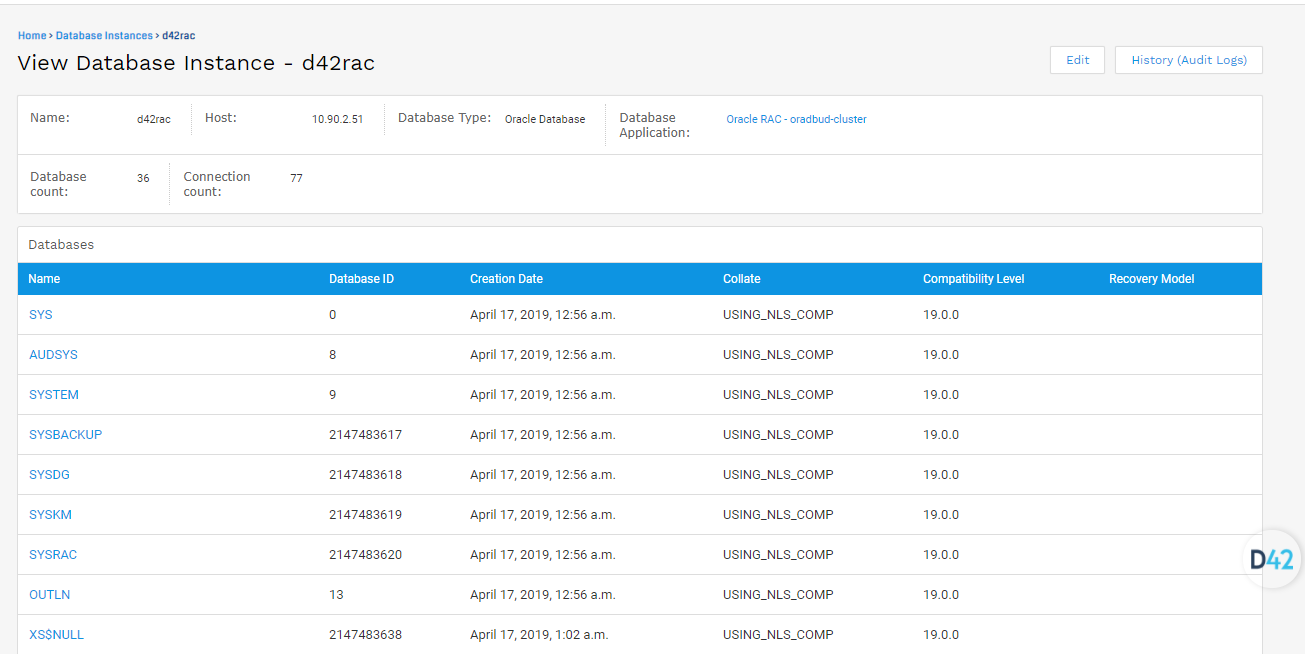 Home › Database Instances › d42rac
View Database Instance - d42rac
Edit
History (Audit Logs)
Name: d42rac
Host: 10.90.2.51
Database Type: Oracle Database
Database
Application: Oracle RAC - oradbud-cluster
Database
count: 36
Connection
count: 77
Databases
Name Database ID Creation Date Collate Compatibility Level Recovery Model
SYS 0 April 17, 2019, 12:56 a.m. USING_NLS_COMP 19.0.0
AUDSYS 8 April 17, 2019, 12:56 a.m. USING_NLS_COMP 19.0.0
SYSTEM 9 April 17, 2019, 12:56 a.m. USING_NLS_COMP 19.0.0
SYSBACKUP 2147483617 April 17, 2019, 12:56 a.m. USING_NLS_COMP 19.0.0
SYSDG 2147483618 April 17, 2019, 12:56 a.m. USING_NLS_COMP 19.0.0
SYSKM 2147483619 April 17, 2019, 12:56 a.m. USING_NLS_COMP 19.0.0
SYSRAC 2147483620 April 17, 2019, 12:56 a.m. USING_NLS_COMP 19.0.0
D42
OUTLN 13 April 17, 2019, 12:56 a.m. USING_NLS_COMP 19.0.0
XS$NULL 2147483638 April 17, 2019, 1:02 a.m. USING_NLS_COMP 19.0.0